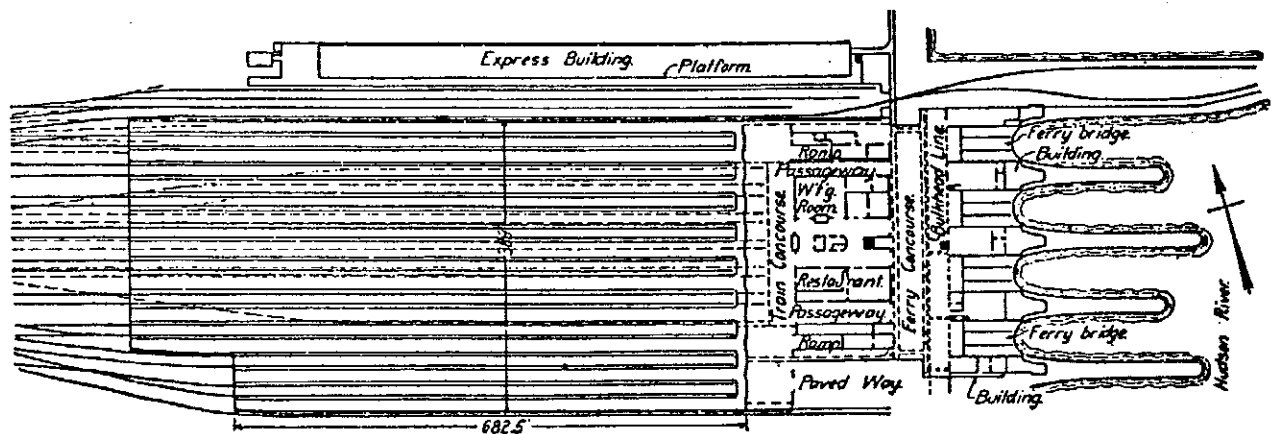 Express Building.
Platform
Ramp
Passageway
Wtg.
Room
Train Concourse
Restaurant.
Passageway
Ramp
Paved Way
Ferry Concourse
Bulkhead Line
Ferry bridge
Building
Ferry bridge
Building
Hudson River
682.5'